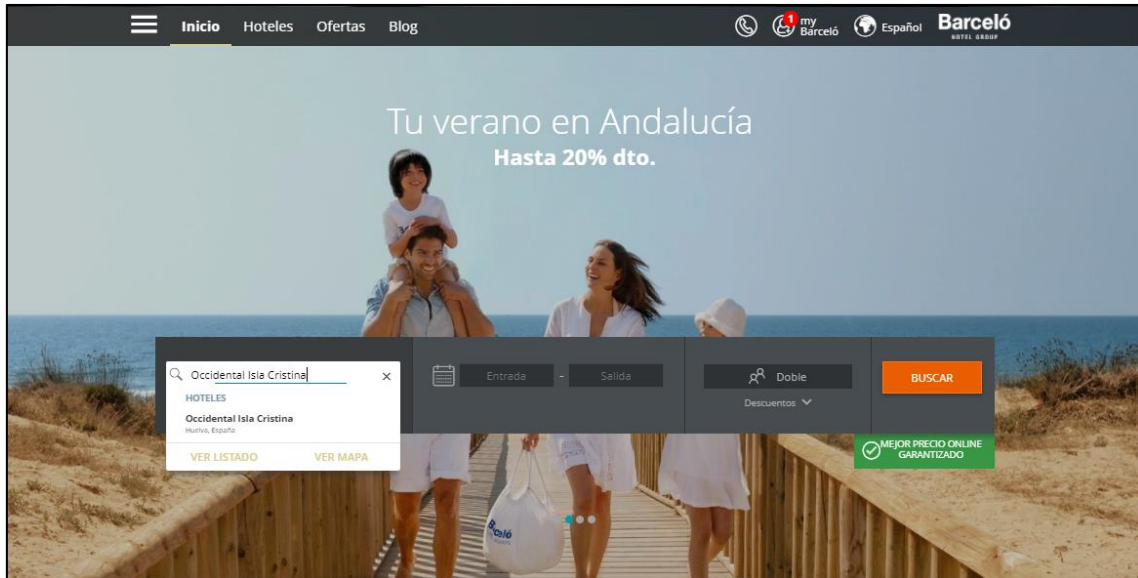 Inicio Hoteles Ofertas Blog
1 my Barceló Español Barceló
HOTEL GROUP
Tu verano en Andalucía
Hasta 20% dto.
Occidental Isla Cristina ×
HOTELES
Occidental Isla Cristina
Huelva, España
VER LISTADO VER MAPA
Entrada - Salida
Doble
Descuentos
BUSCAR
MEJOR PRECIO ONLINE
GARANTIZADO
Barceló